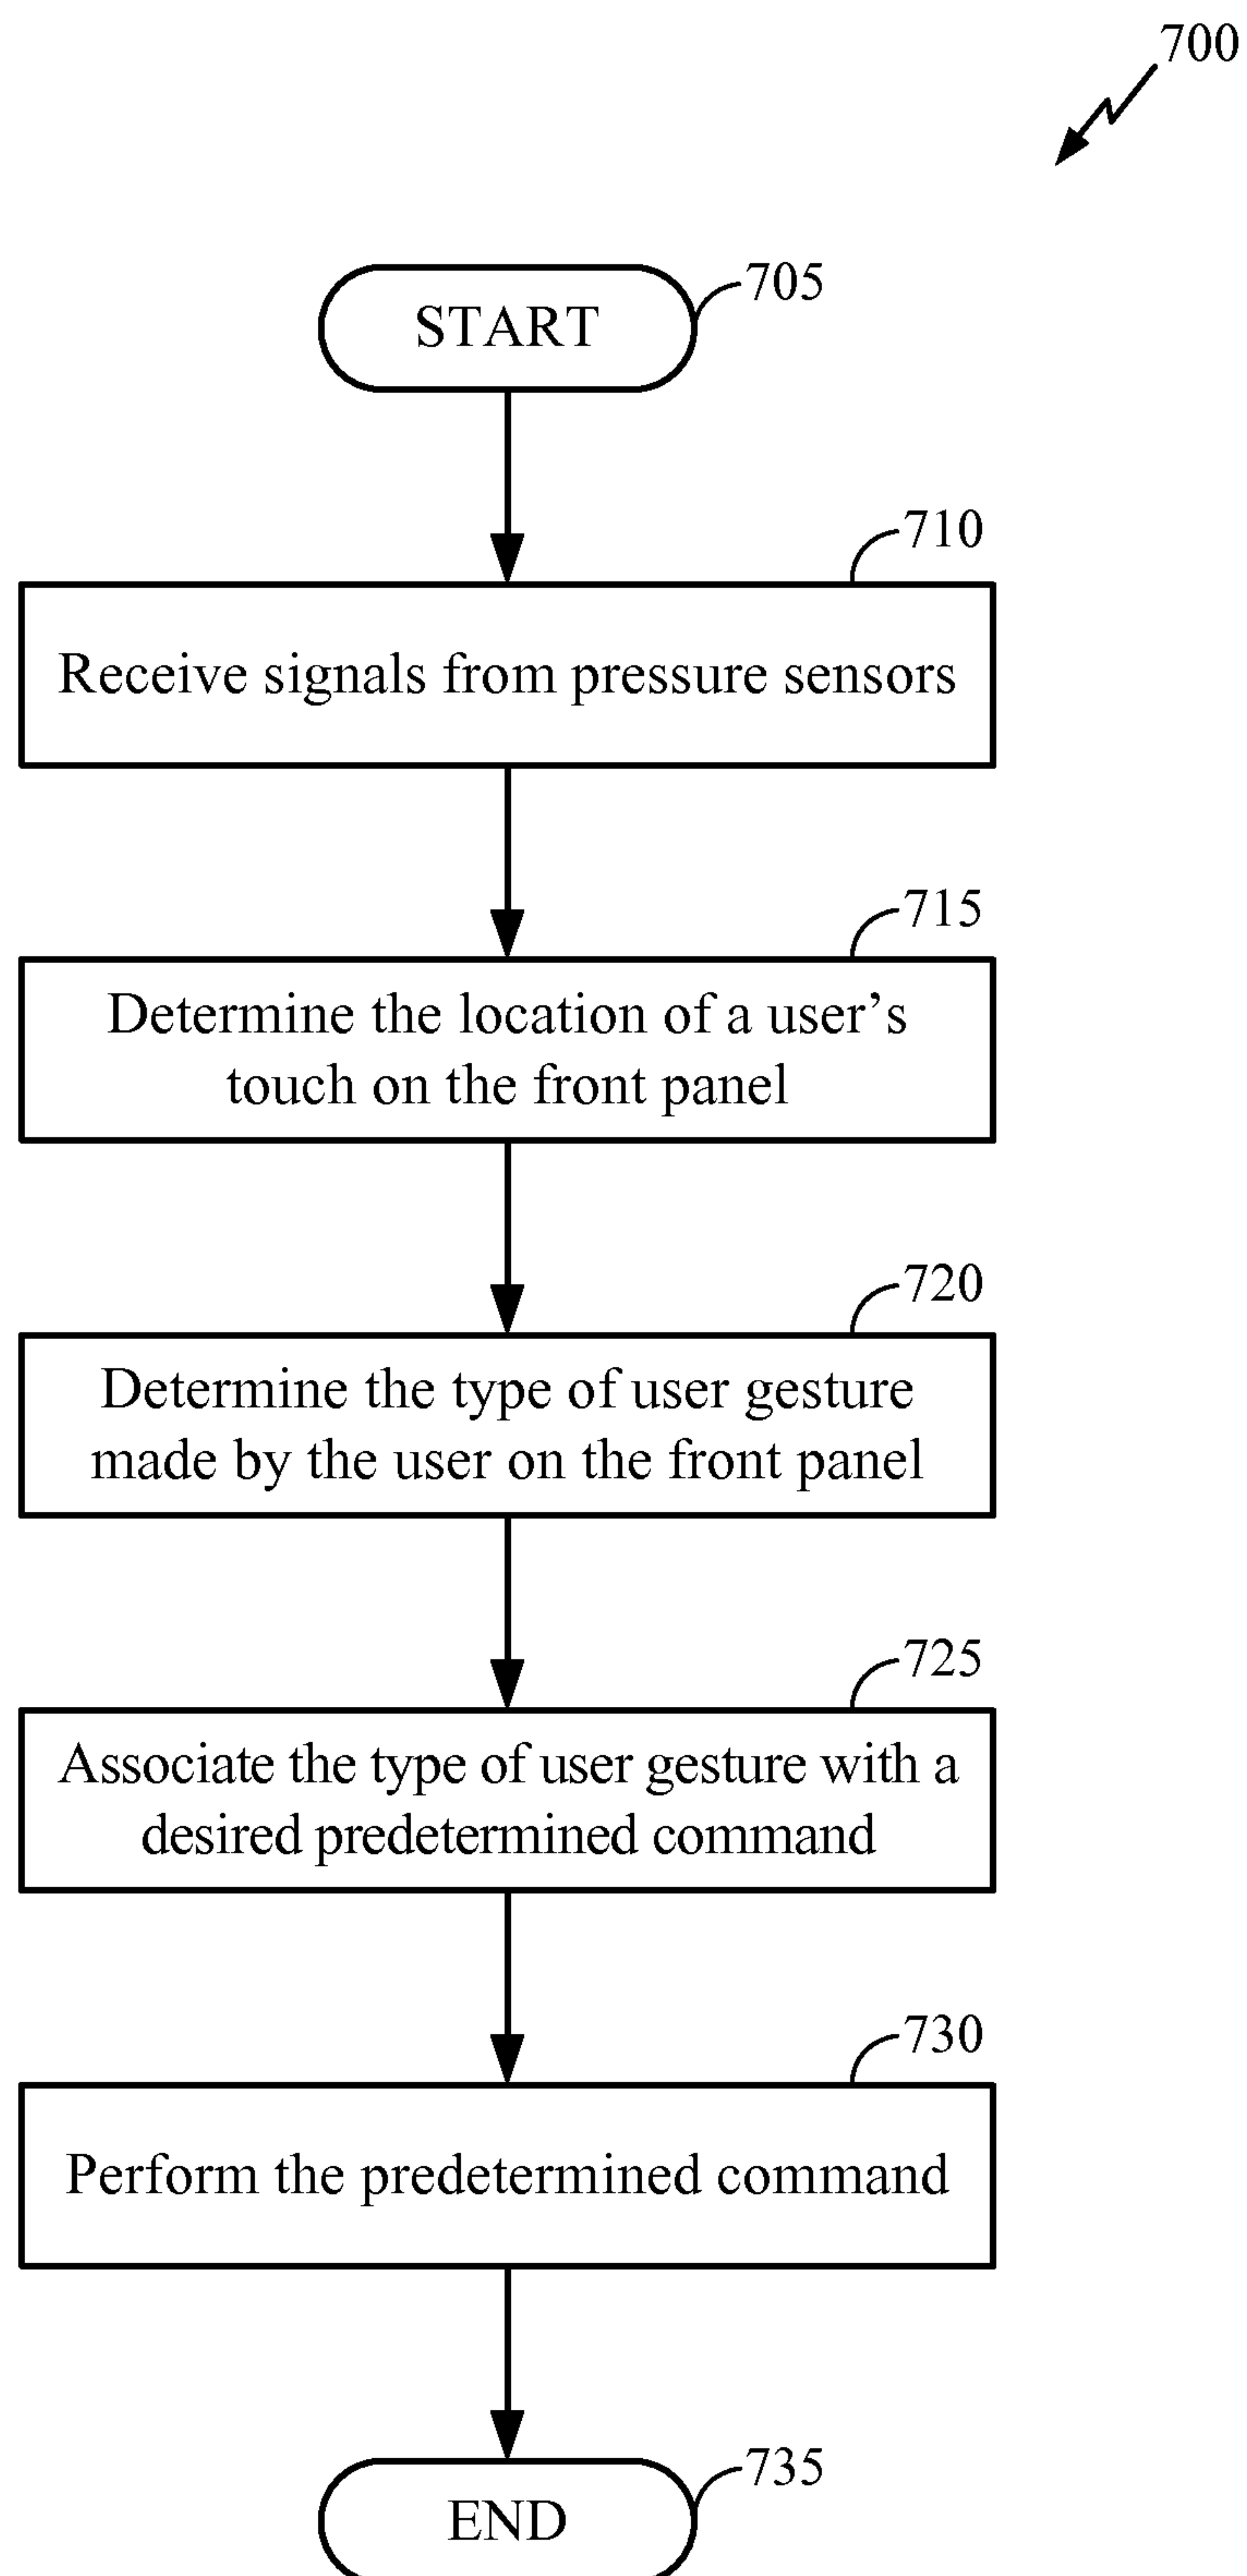 700
START
705
710
Receive signals from pressure sensors
715
Determine the location of a user’s
touch on the front panel
720
Determine the type of user gesture
made by the user on the front panel
725
Associate the type of user gesture with a
desired predetermined command
730
Perform the predetermined command
735
END